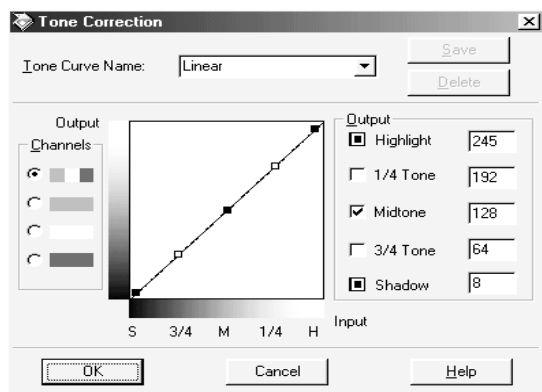 Tone Correction
Tone Curve Name:
Linear
Save
Delete
Output
Channels
Output
Highlight
245
1/4 Tone
192
Midtone
128
3/4 Tone
64
Shadow
8
S 3/4 M 1/4 H
Input
OK
Cancel
Help